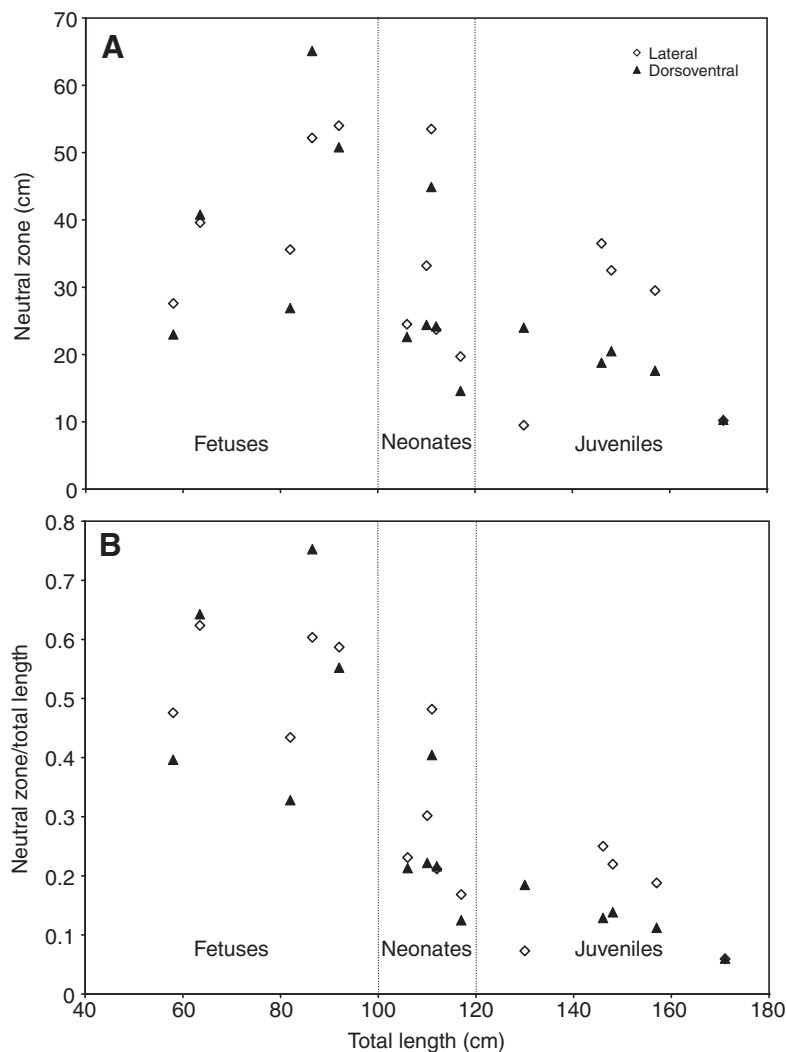 A
Lateral
Dorsoventral
70
60
50
40
30
20
10
0
Neutral zone (cm)
Fetuses
Neonates
Juveniles
B
0.8
0.7
0.6
0.5
0.4
0.3
0.2
0.1
0
Neutral zone/total length
Fetuses
Neonates
Juveniles
40 60 80 100 120 140 160 180
Total length (cm)